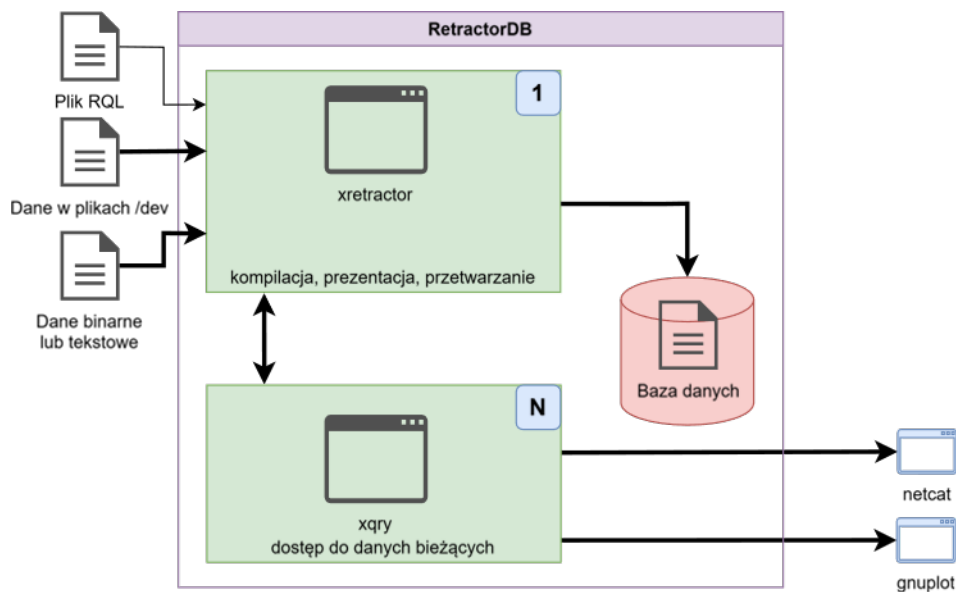 RetractorDB
Plik RQL
1
xretractor
Dane w plikach /dev
kompilacja, prezentacja, przetwarzanie
Dane binarne
lub tekstowe
Baza danych
N
xqry
dostęp do danych bieżących
netcat
gnuplot